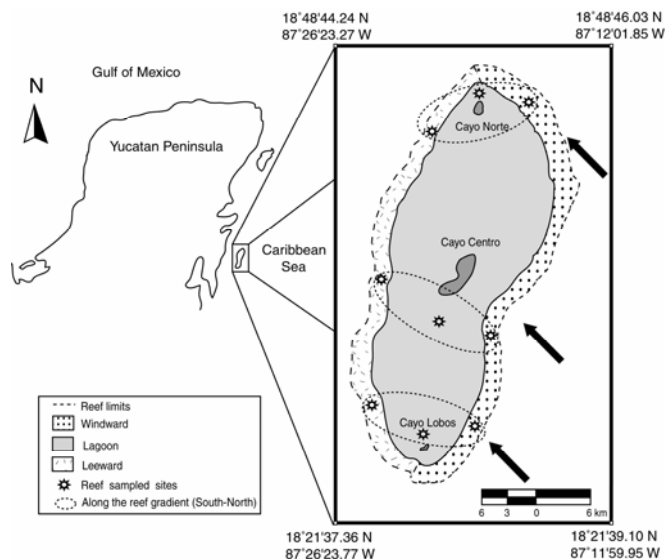 18˚48'44.24 N
87˚26'23.27 W
18˚48'46.03 N
87˚12'01.85 W
Gulf of Mexico
N
Yucatan Peninsula
Caribbean
Sea
Cayo Norte
Cayo Centro
Cayo Lobos
Reef limits
Windward
Lagoon
Leeward
Reef sampled sites
Along the reef gradient (South-North)
6 3 0 6 km
18˚21'37.36 N
87˚26'23.77 W
18˚21'39.10 N
87˚11'59.95 W